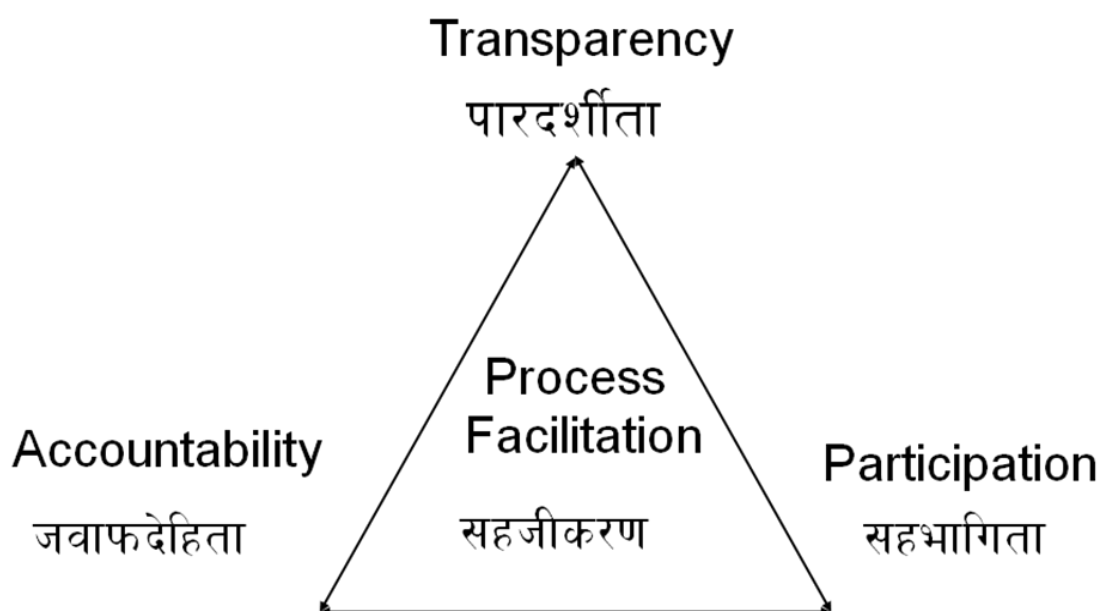 Transparency
पारदर्शीता
Process
Facilitation
Accountability
Participation
जवाफदेहिता
सहजीकरण
सहभागिता